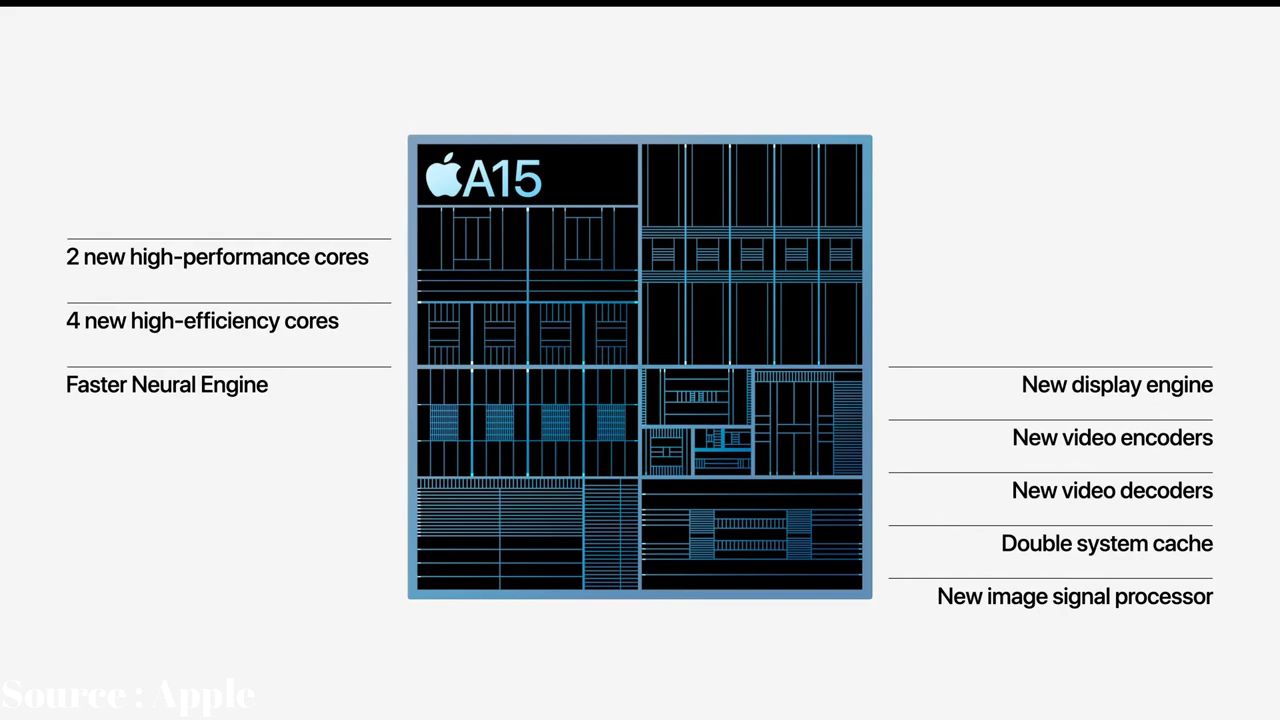 A15
2 new high-performance cores
4 new high-efficiency cores
Faster Neural Engine
New display engine
New video encoders
New video decoders
Double system cache
New image signal processor
Source : Apple